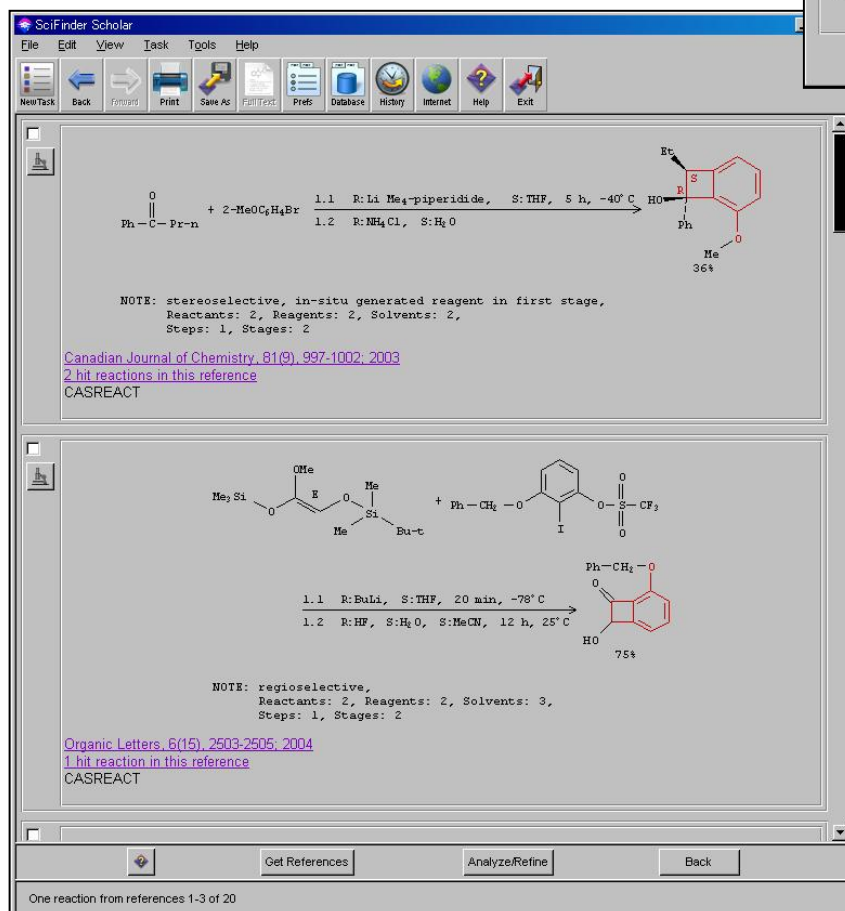 SciFinder Scholar
File Edit View Task Tools Help
New Task Back Forward Print Save As Full Text Prefs Database History Internet Help Exit
Et
S
R
HO
Ph
O
Me
36%
O
Ph—C—Pr-n
+ 2-MeOC₆H₄Br
1.1 R:Li Me₄-piperidide, S:THF, 5 h, -40°C
1.2 R:NH₄Cl, S:H₂O
NOTE: stereoselective, in-situ generated reagent in first stage,
Reactants: 2, Reagents: 2, Solvents: 2,
Steps: 1, Stages: 2
Canadian Journal of Chemistry, 81(9), 997-1002; 2003
2 hit reactions in this reference
CASREACT
OMe
Me₃Si
O
E
O
Me
Si
Me
Bu-t
+ Ph—CH₂—O
I
O
O—S—CF₃
O
1.1 R:BuLi, S:THF, 20 min, -78°C
1.2 R:HF, S:H₂O, S:MeCN, 12 h, 25°C
Ph—CH₂—O
O
HO
75%
NOTE: regioselective,
Reactants: 2, Reagents: 2, Solvents: 3,
Steps: 1, Stages: 2
Organic Letters, 6(15), 2503-2505; 2004
1 hit reaction in this reference
CASREACT
Get References Analyze/Refine Back
One reaction from references 1-3 of 20